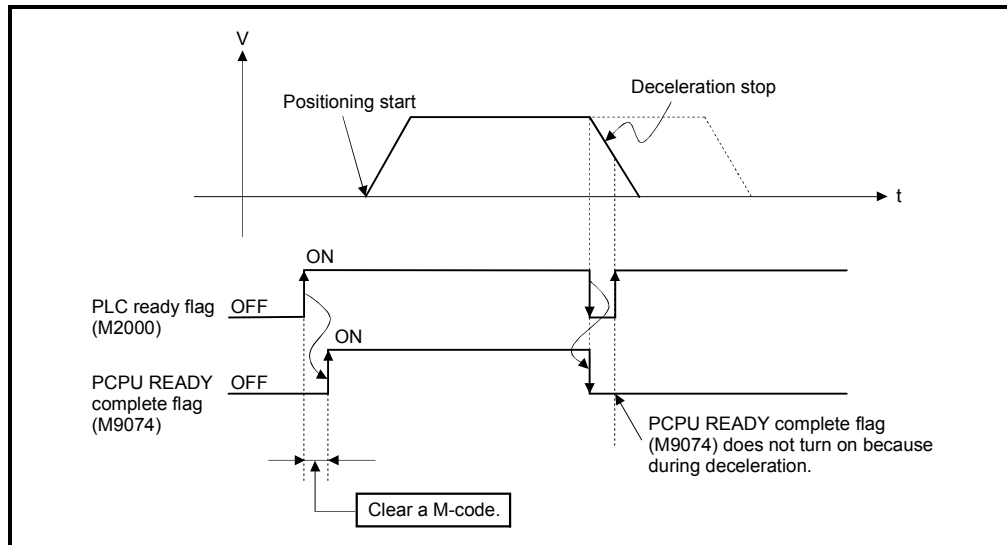 V
Deceleration stop
Positioning start
t
ON
PLC ready flag
(M2000)
OFF
ON
PCPU READY
complete flag
(M9074)
OFF
PCPU READY complete flag
(M9074) does not turn on because
during deceleration.
Clear a M-code.